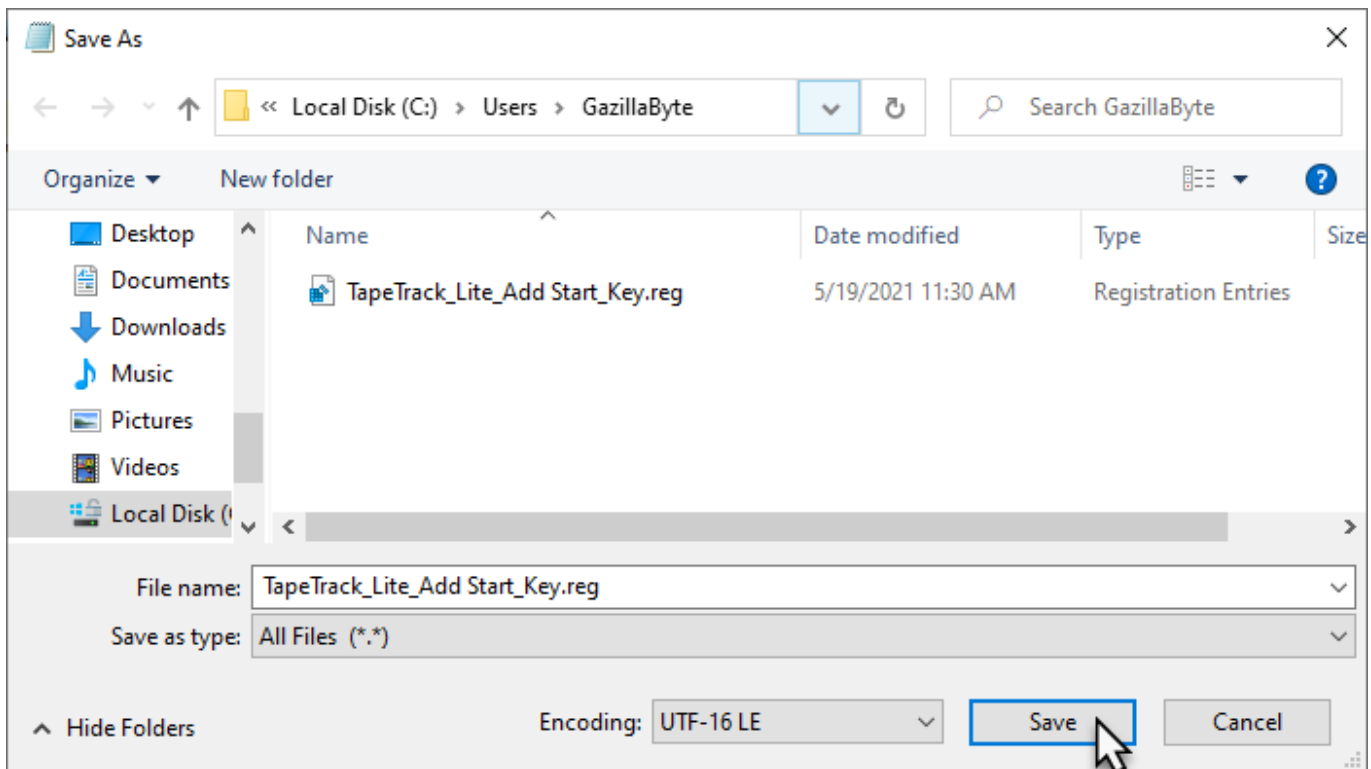 Save As
« Local Disk (C:) › Users › GazillaByte
Search GazillaByte
Organize
New folder
?
Name
Date modified
Type
Size
Desktop
Documents
Downloads
Music
Pictures
Videos
Local Disk (
TapeTrack_Lite_Add Start_Key.reg 5/19/2021 11:30 AM Registration Entries
File name: TapeTrack_Lite_Add Start_Key.reg
Save as type: All Files (*.*)
Hide Folders
Encoding: UTF-16 LE
Save
Cancel